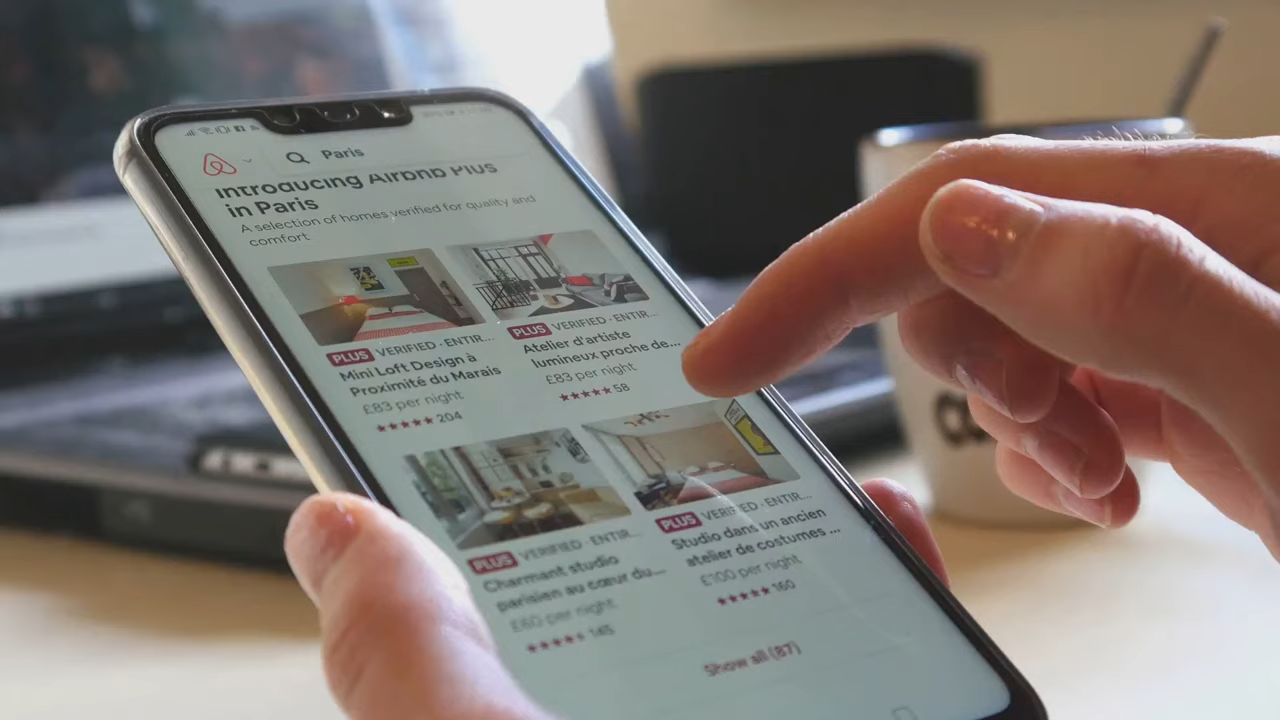 Paris
Introducing Airbnb Plus
in Paris
A selection of homes verified for quality and
comfort
PLUS VERIFIED · ENTIR...
Mini Loft Design à
Proximité du Marais
£83 per night
204
PLUS VERIFIED · ENTIR...
Atelier d'artiste
lumineux proche de...
£83 per night
58
PLUS VERIFIED · ENTIR...
Charmant studio
parisien au cœur du...
£60 per night
145
PLUS VERIFIED · ENTIR...
Studio dans un ancien
atelier de costumes ...
£100 per night
160
Show all (87)